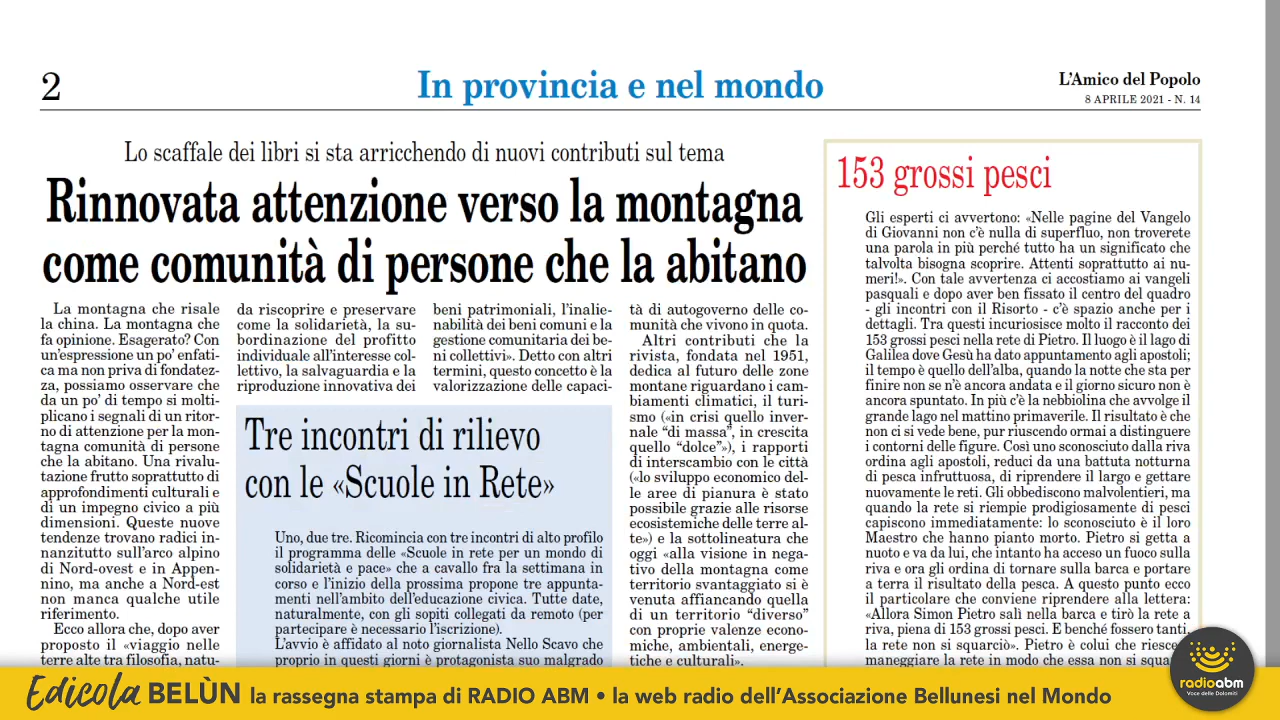 2
In provincia e nel mondo
L'Amico del Popolo
8 APRILE 2021 - N. 14
Lo scaffale dei libri si sta arricchendo di nuovi contributi sul tema
Rinnovata attenzione verso la montagna
come comunità di persone che la abitano
La montagna che risale
la china. La montagna che
fa opinione. Esagerato? Con
un'espressione un po' enfati-
ca ma non priva di fondatez-
za, possiamo osservare che
da un po' di tempo si molti-
plicano i segnali di un ritor-
no di attenzione per la mon-
tagna comunità di persone
che la abitano. Una rivalu-
tazione frutto soprattutto di
approfondimenti culturali e
di un impegno civico a più
dimensioni. Queste nuove
tendenze trovano radici in-
nanzitutto sull'arco alpino
di Nord-ovest e in Appen-
nino, ma anche a Nord-est
non manca qualche utile
riferimento.
Ecco allora che, dopo aver
proposto il «viaggio nelle
terre alte tra filosofia, natu-
da riscoprire e preservare
come la solidarietà, la su-
bordinazione del profitto
individuale all'interesse col-
lettivo, la salvaguardia e la
riproduzione innovativa dei
beni patrimoniali, l'inalie-
nabilità dei beni comuni e la
gestione comunitaria dei be-
ni collettivi». Detto con altri
termini, questo concetto è la
valorizzazione delle capaci-
Tre incontri di rilievo
con le «Scuole in Rete»
Uno, due tre. Ricomincia con tre incontri di alto profilo
il programma delle «Scuole in rete per un mondo di
solidarietà e pace» che a cavallo fra la settimana in
corso e l'inizio della prossima propone tre appunta-
menti nell'ambito dell'educazione civica. Tutte date,
naturalmente, con gli sopiti collegati da remoto (per
partecipare è necessario l'iscrizione).
L'avvio è affidato al noto giornalista Nello Scavo che
proprio in questi giorni è protagonista suo malgrado
tà di autogoverno delle co-
munità che vivono in quota.
Altri contributi che la
rivista, fondata nel 1951,
dedica al futuro delle zone
montane riguardano i cam-
biamenti climatici, il turi-
smo («in crisi quello inver-
nale “di massa”, in crescita
quello “dolce”»), i rapporti
di interscambio con le città
(«lo sviluppo economico del-
le aree di pianura è stato
possibile grazie alle risorse
ecosistemiche delle terre al-
te») e la sottolineatura che
oggi «alla visione in nega-
tivo della montagna come
territorio svantaggiato si è
venuta affiancando quella
di un territorio “diverso”
con proprie valenze econo-
miche, ambientali, energe-
tiche e culturali».
153 grossi pesci
Gli esperti ci avvertono: «Nelle pagine del Vangelo
di Giovanni non c'è nulla di superfluo, non troverete
una parola in più perché tutto ha un significato che
talvolta bisogna scoprire. Attenti soprattutto ai nu-
meri!». Con tale avvertenza ci accostiamo ai vangeli
pasquali e dopo aver ben fissato il centro del quadro
- gli incontri con il Risorto - c'è spazio anche per i
dettagli. Tra questi incuriosisce molto il racconto dei
153 grossi pesci nella rete di Pietro. Il luogo è il lago di
Galilea dove Gesù ha dato appuntamento agli apostoli;
il tempo è quello dell'alba, quando la notte che sta per
finire non se n'è ancora andata e il giorno sicuro non è
ancora spuntato. In più c'è la nebbiolina che avvolge il
grande lago nel mattino primaverile. Il risultato è che
non ci si vede bene, pur riuscendo ormai a distinguere
i contorni delle figure. Così uno sconosciuto dalla riva
ordina agli apostoli, reduci da una battuta notturna
di pesca infruttuosa, di riprendere il largo e gettare
nuovamente le reti. Gli obbediscono malvolentieri, ma
quando la rete si riempie prodigiosamente di pesci
capiscono immediatamente: lo sconosciuto è il loro
Maestro che hanno pianto morto. Pietro si getta a
nuoto e va da lui, che intanto ha acceso un fuoco sulla
riva e ora gli ordina di tornare sulla barca e portare
a terra il risultato della pesca. A questo punto ecco
il particolare che conviene riprendere alla lettera:
«Allora Simon Pietro salì nella barca e tirò la rete a
riva, piena di 153 grossi pesci. E benché fossero tanti,
la rete non si squarciò». Pietro è colui che
maneggiare la rete in modo che essa non si
Edicola BELÙN la rassegna stampa di RADIO ABM • la web radio dell'Associazione Bellunesi nel Mondo
radioabm
Voce delle Dolomiti